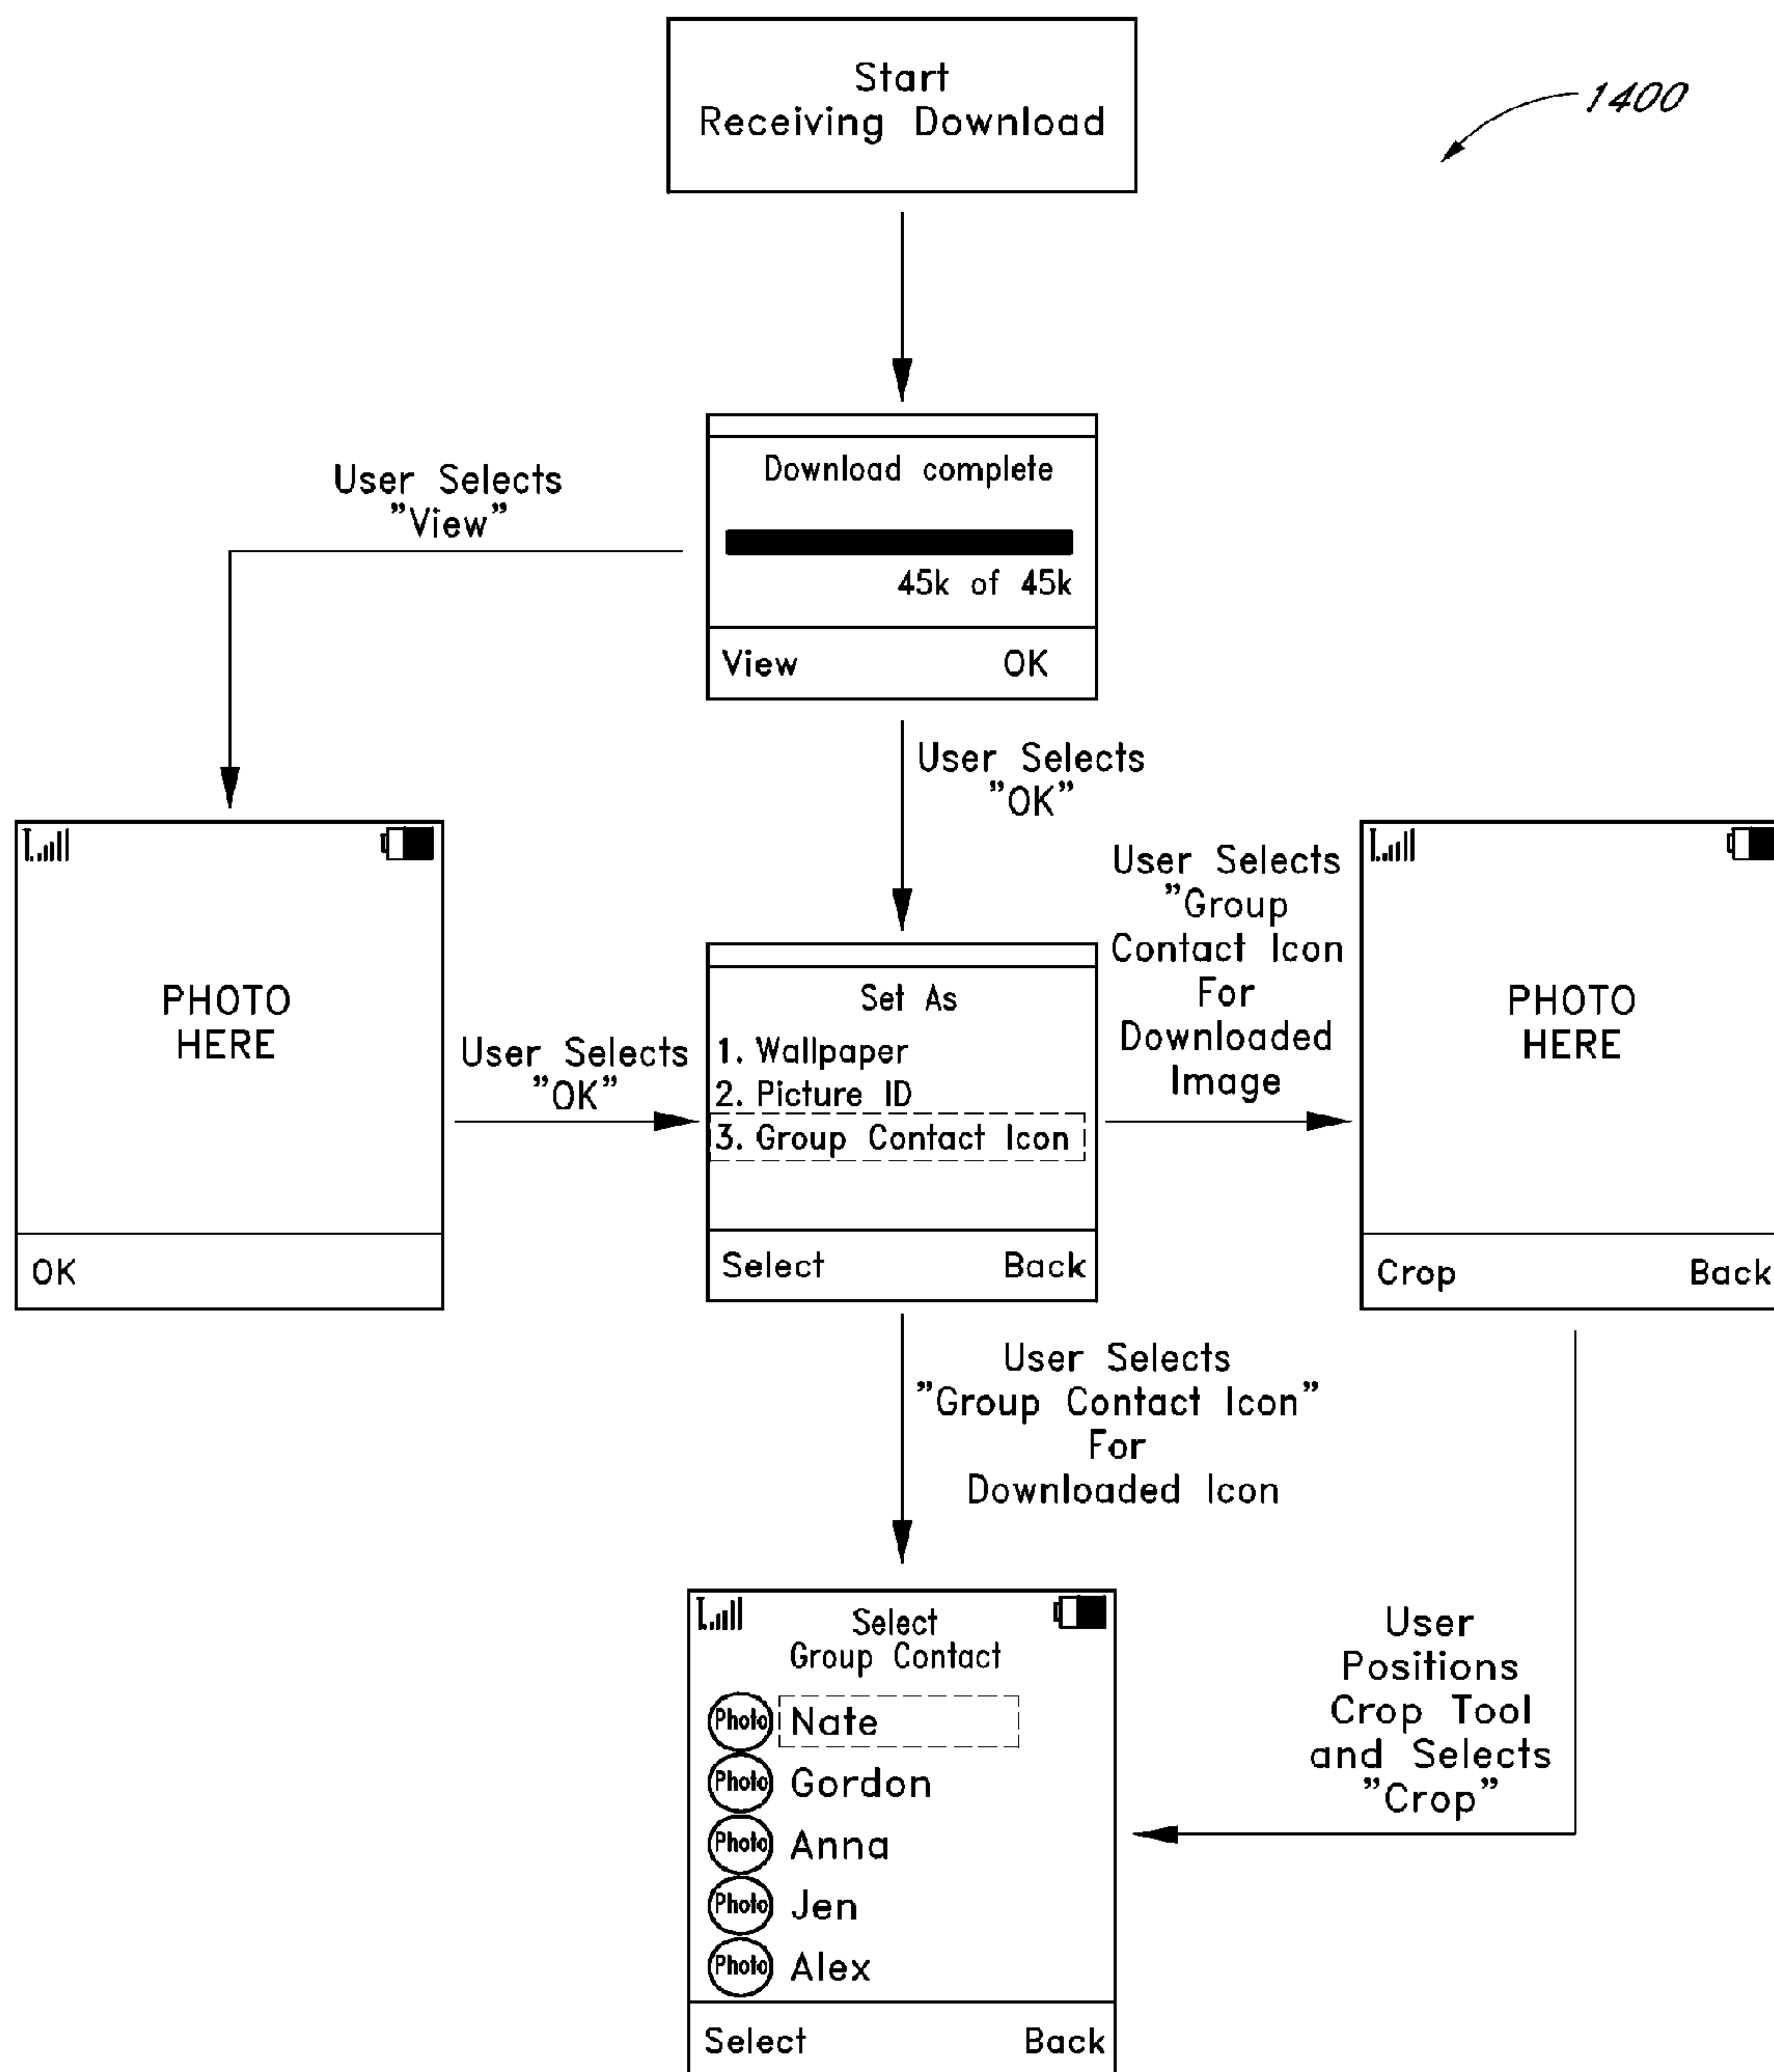 Start
Receiving Download
1400
User Selects
"View"
Download complete
45k of 45k
View OK
User Selects
"OK"
PHOTO
HERE
OK
User Selects
"OK"
Set As
1. Wallpaper
2. Picture ID
3. Group Contact Icon
Select Back
User Selects
"Group
Contact Icon
For
Downloaded
Image
PHOTO
HERE
Crop Back
User Selects
"Group Contact Icon"
For
Downloaded Icon
User
Positions
Crop Tool
and Selects
"Crop"
Select
Group Contact
Photo Nate
Photo Gordon
Photo Anna
Photo Jen
Photo Alex
Select Back